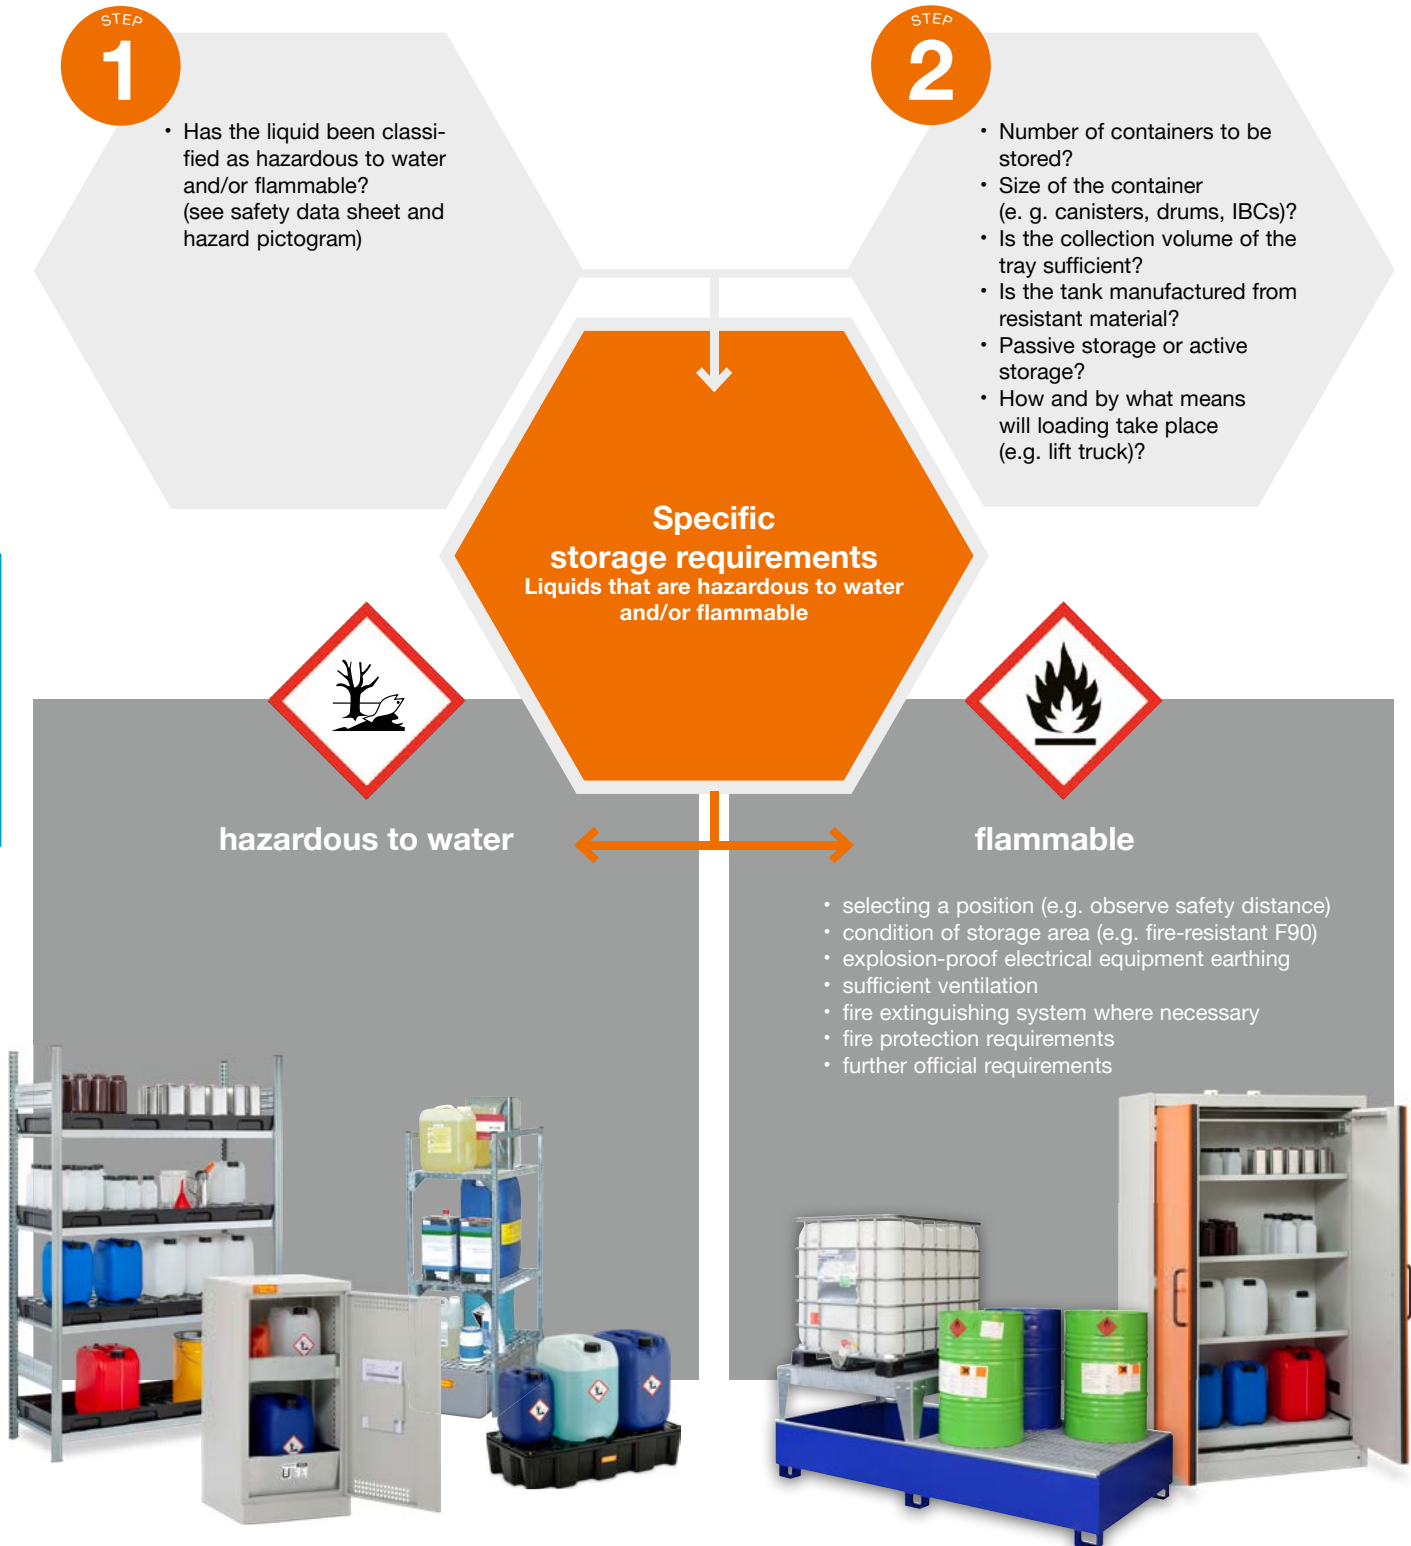 STEP
1
• Has the liquid been classi-
fied as hazardous to water
and/or flammable?
(see safety data sheet and
hazard pictogram)
STEP
2
• Number of containers to be
stored?
• Size of the container
(e. g. canisters, drums, IBCs)?
• Is the collection volume of the
tray sufficient?
• Is the tank manufactured from
resistant material?
• Passive storage or active
storage?
• How and by what means
will loading take place
(e.g. lift truck)?
Specific
storage requirements
Liquids that are hazardous to water
and/or flammable
hazardous to water
flammable
• selecting a position (e.g. observe safety distance)
• condition of storage area (e.g. fire-resistant F90)
• explosion-proof electrical equipment earthing
• sufficient ventilation
• fire extinguishing system where necessary
• fire protection requirements
• further official requirements